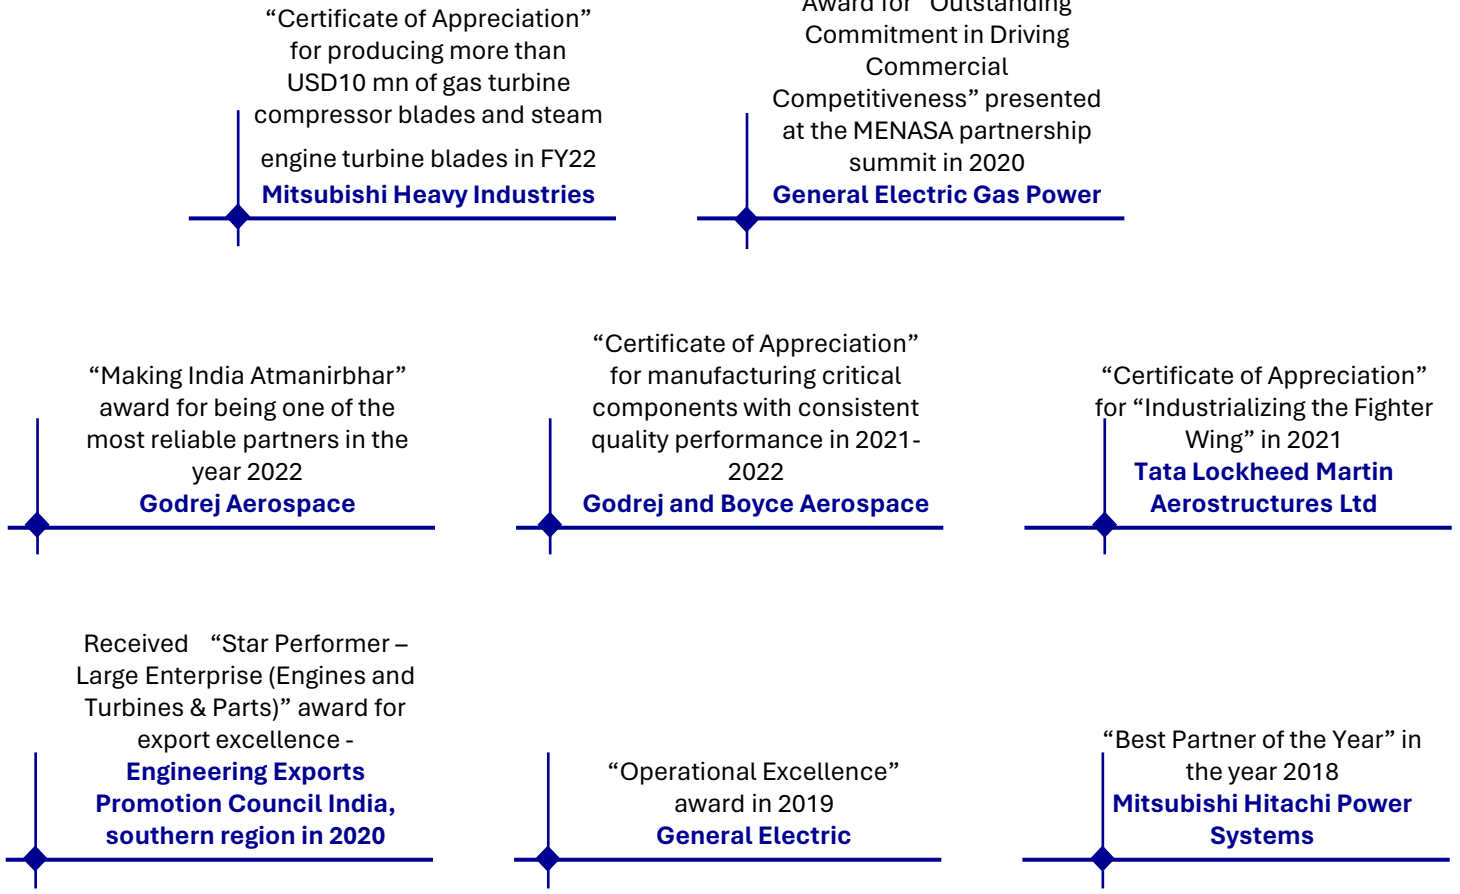 “Certificate of Appreciation”
for producing more than
USD10 mn of gas turbine
compressor blades and steam
engine turbine blades in FY22
Mitsubishi Heavy Industries
Award for “Outstanding
Commitment in Driving
Commercial
Competitiveness” presented
at the MENASA partnership
summit in 2020
General Electric Gas Power
“Making India Atmanirbhar”
award for being one of the
most reliable partners in the
year 2022
Godrej Aerospace
“Certificate of Appreciation”
for manufacturing critical
components with consistent
quality performance in 2021-
2022
Godrej and Boyce Aerospace
“Certificate of Appreciation”
for “Industrializing the Fighter
Wing” in 2021
Tata Lockheed Martin
Aerostructures Ltd
Received “Star Performer –
Large Enterprise (Engines and
Turbines & Parts)” award for
export excellence -
Engineering Exports
Promotion Council India,
southern region in 2020
“Operational Excellence”
award in 2019
General Electric
“Best Partner of the Year” in
the year 2018
Mitsubishi Hitachi Power
Systems